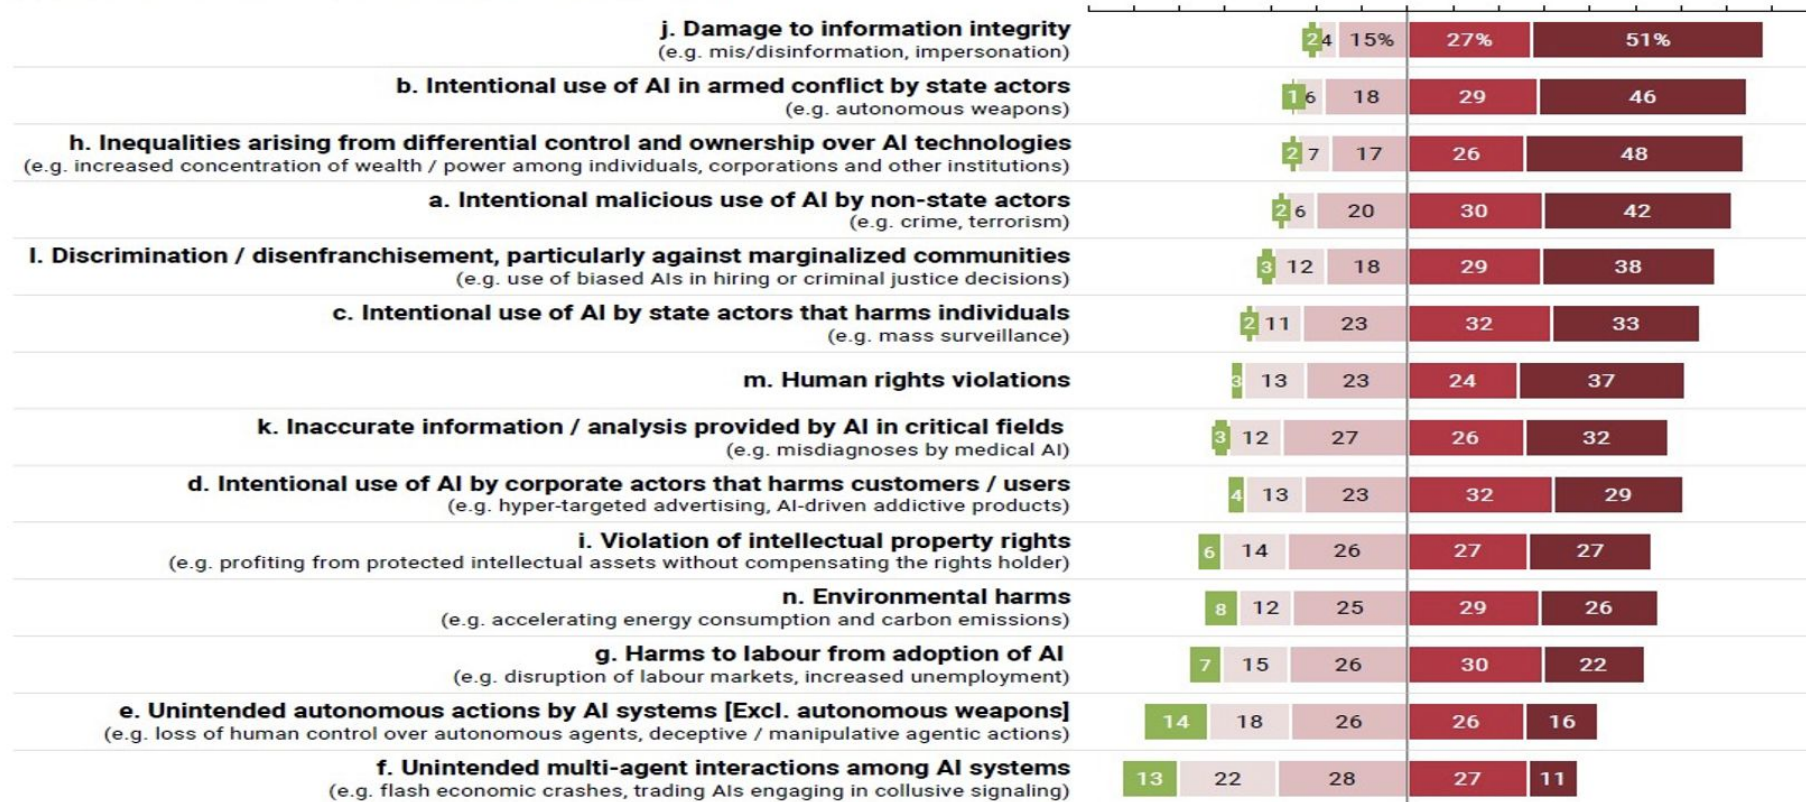 j. Damage to information integrity
(e.g. mis/disinformation, impersonation)
2 4 15% 27% 51%
b. Intentional use of AI in armed conflict by state actors
(e.g. autonomous weapons)
1 6 18 29 46
h. Inequalities arising from differential control and ownership over AI technologies
(e.g. increased concentration of wealth / power among individuals, corporations and other institutions)
2 7 17 26 48
a. Intentional malicious use of AI by non-state actors
(e.g. crime, terrorism)
2 6 20 30 42
l. Discrimination / disenfranchisement, particularly against marginalized communities
(e.g. use of biased AIs in hiring or criminal justice decisions)
3 12 18 29 38
c. Intentional use of AI by state actors that harms individuals
(e.g. mass surveillance)
2 11 23 32 33
m. Human rights violations
3 13 23 24 37
k. Inaccurate information / analysis provided by AI in critical fields
(e.g. misdiagnoses by medical AI)
3 12 27 26 32
d. Intentional use of AI by corporate actors that harms customers / users
(e.g. hyper-targeted advertising, AI-driven addictive products)
4 13 23 32 29
i. Violation of intellectual property rights
(e.g. profiting from protected intellectual assets without compensating the rights holder)
6 14 26 27 27
n. Environmental harms
(e.g. accelerating energy consumption and carbon emissions)
8 12 25 29 26
g. Harms to labour from adoption of AI
(e.g. disruption of labour markets, increased unemployment)
7 15 26 30 22
e. Unintended autonomous actions by AI systems [Excl. autonomous weapons]
(e.g. loss of human control over autonomous agents, deceptive / manipulative agentic actions)
14 18 26 26 16
f. Unintended multi-agent interactions among AI systems
(e.g. flash economic crashes, trading AIs engaging in collusive signaling)
13 22 28 27 11